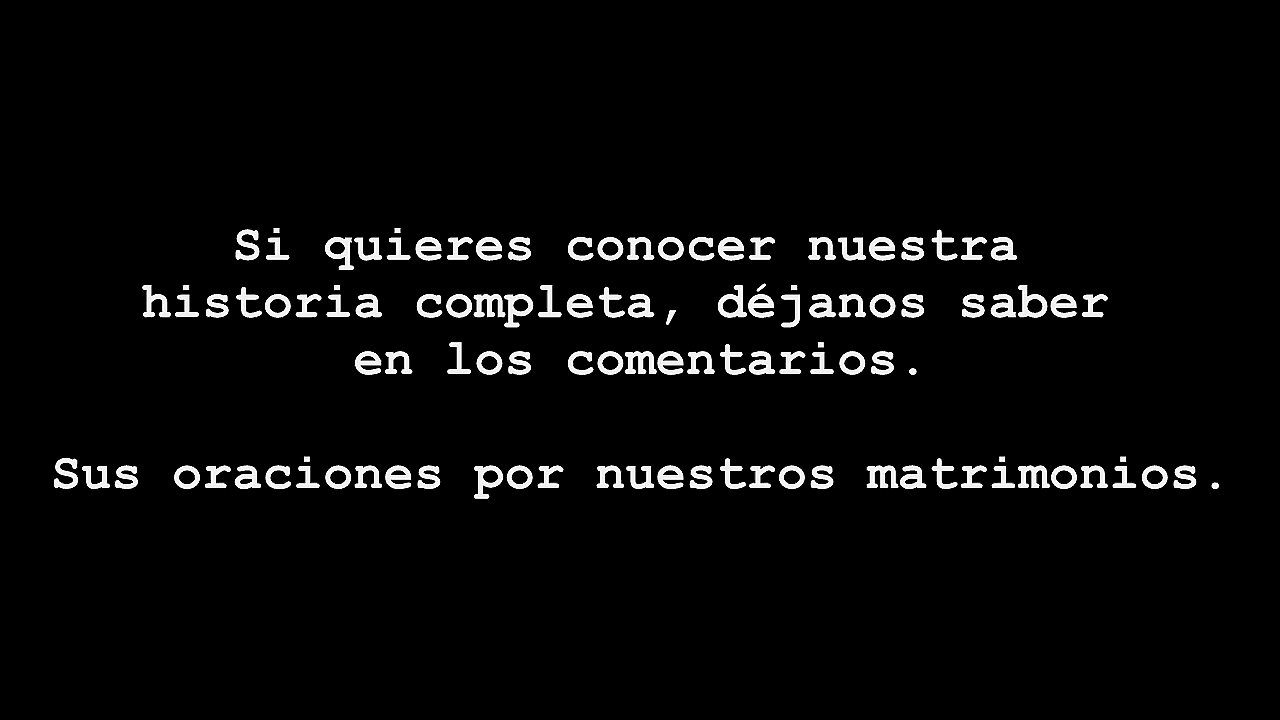 Si quieres conocer nuestra
historia completa, déjanos saber
en los comentarios.
Sus oraciones por nuestros matrimonios.